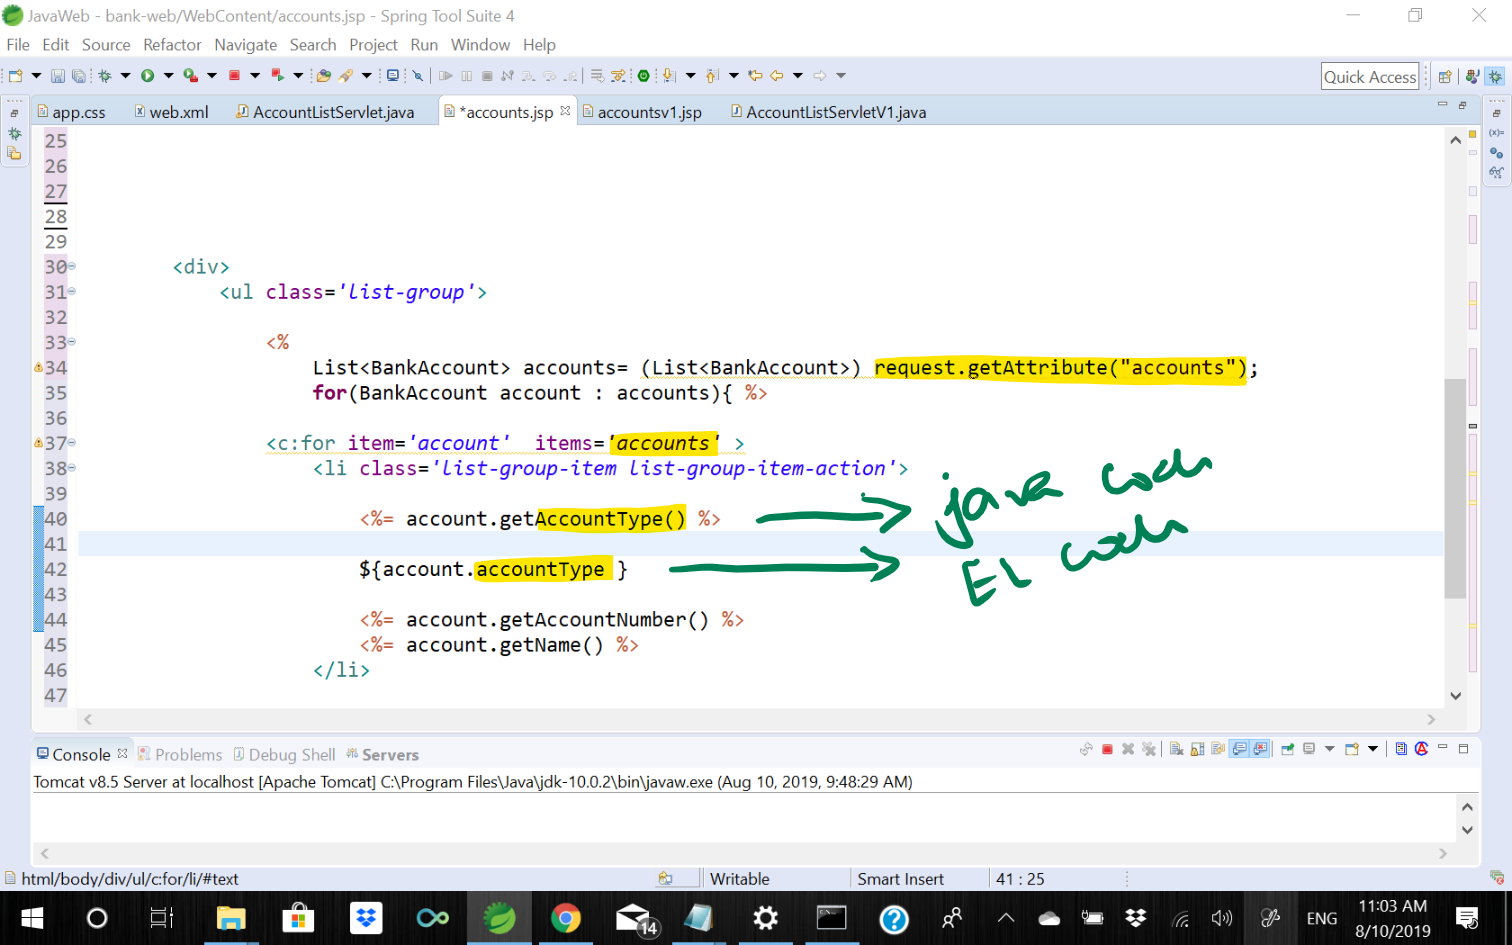 JavaWeb - bank-web/WebContent/accounts.jsp - Spring Tool Suite 4
File Edit Source Refactor Navigate Search Project Run Window Help
Quick Access
app.css web.xml AccountListServlet.java *accounts.jsp accountsv1.jsp AccountListServletV1.java
25
26
27
28
29
30 <div>
31 <ul class='list-group'>
32
33 <%
34 List<BankAccount> accounts= (List<BankAccount>) request.getAttribute("accounts");
35 for(BankAccount account : accounts){ %>
36
37 <c:for item='account' items='accounts' >
38 <li class='list-group-item list-group-item-action'>
39
40 <%= account.getAccountType() %> java code
41
42 ${account.accountType } EL code
43
44 <%= account.getAccountNumber() %>
45 <%= account.getName() %>
46 </li>
47
Console Problems Debug Shell Servers
Tomcat v8.5 Server at localhost [Apache Tomcat] C:\Program Files\Java\jdk-10.0.2\bin\javaw.exe (Aug 10, 2019, 9:48:29 AM)
html/body/div/ul/c:for/li/#text Writable Smart Insert 41 : 25
14 ENG 11:03 AM
8/10/2019